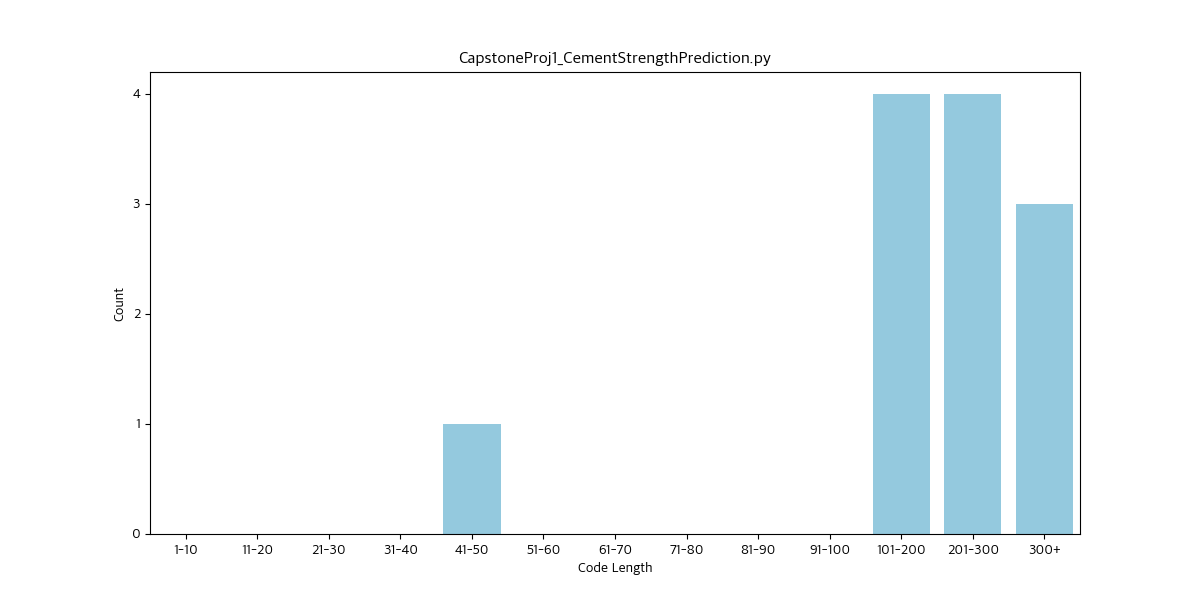 CapstoneProj1_CementStrengthPrediction.py
4
3
2
1
0
Count
1-10 11-20 21-30 31-40 41-50 51-60 61-70 71-80 81-90 91-100 101-200 201-300 300+
Code Length